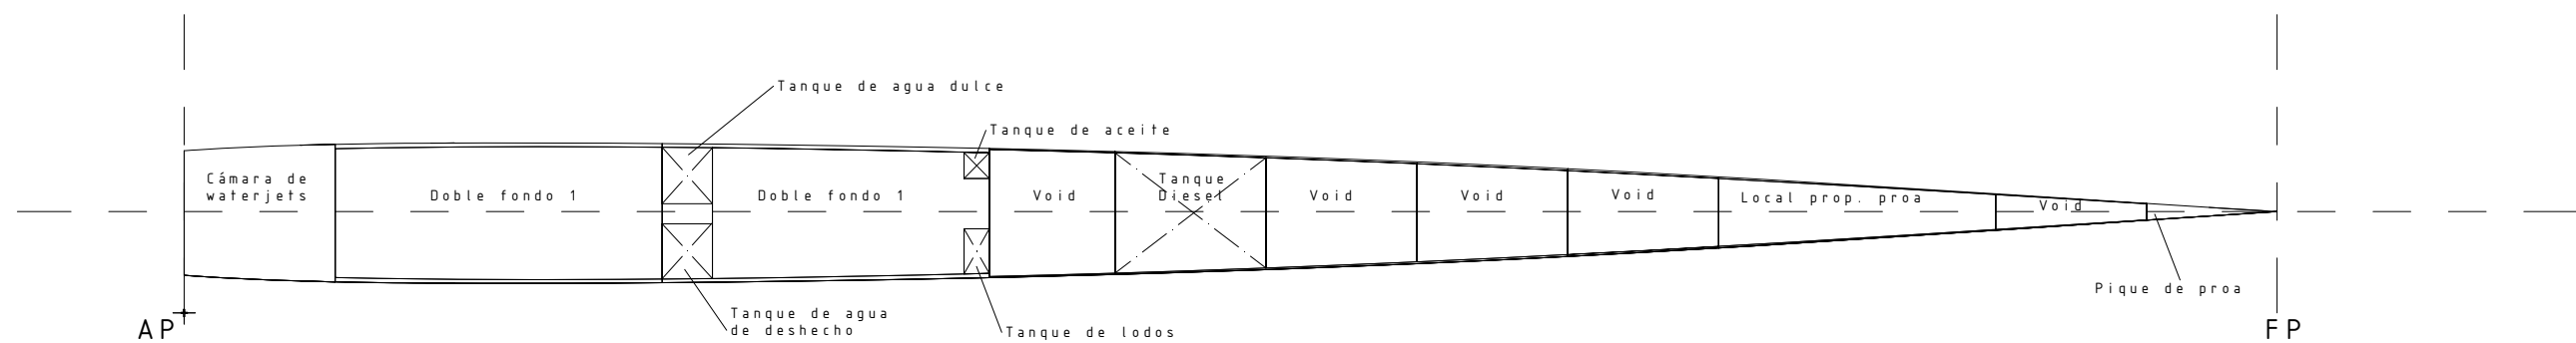 Tanque de agua dulce
Tanque de aceite
Cámara de
waterjets
Doble fondo 1
Doble fondo 1
Void
Tanque
Diesel
Void
Void
Void
Local prop. proa
Void
Pique de proa
Tanque de agua
de deshecho
Tanque de lodos
AP
FP